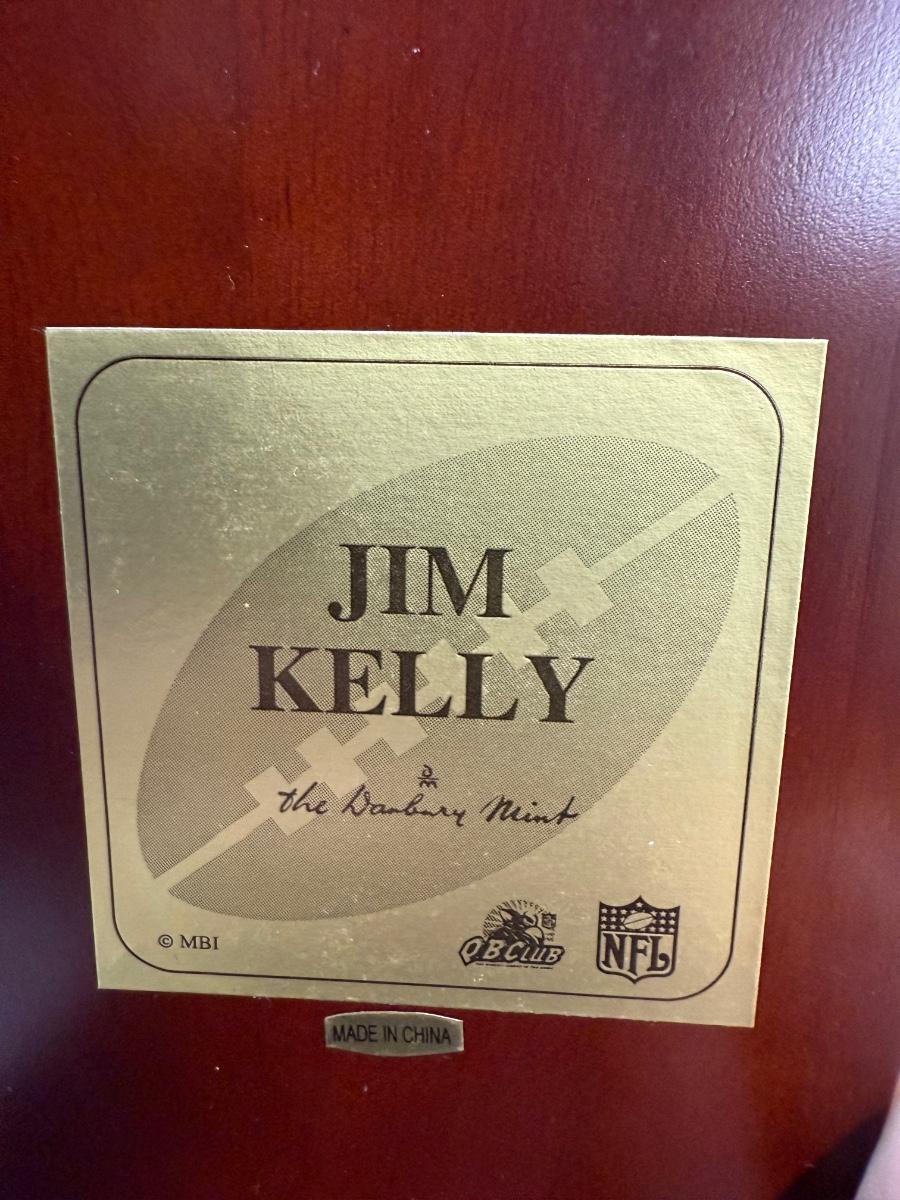 JIM
KELLY
the Danbury Mint
© MBI
QB CLUB
NFL
MADE IN CHINA